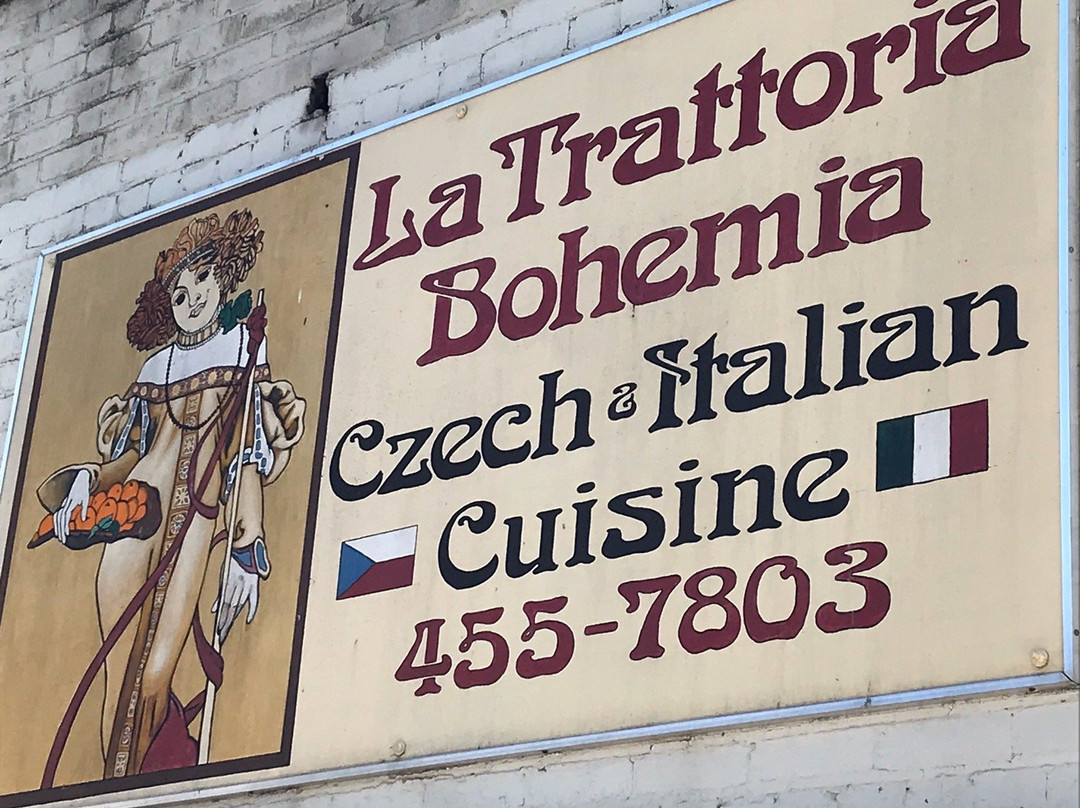 La Trattoria
Bohemia
Czech & Italian
Cuisine
455-7803